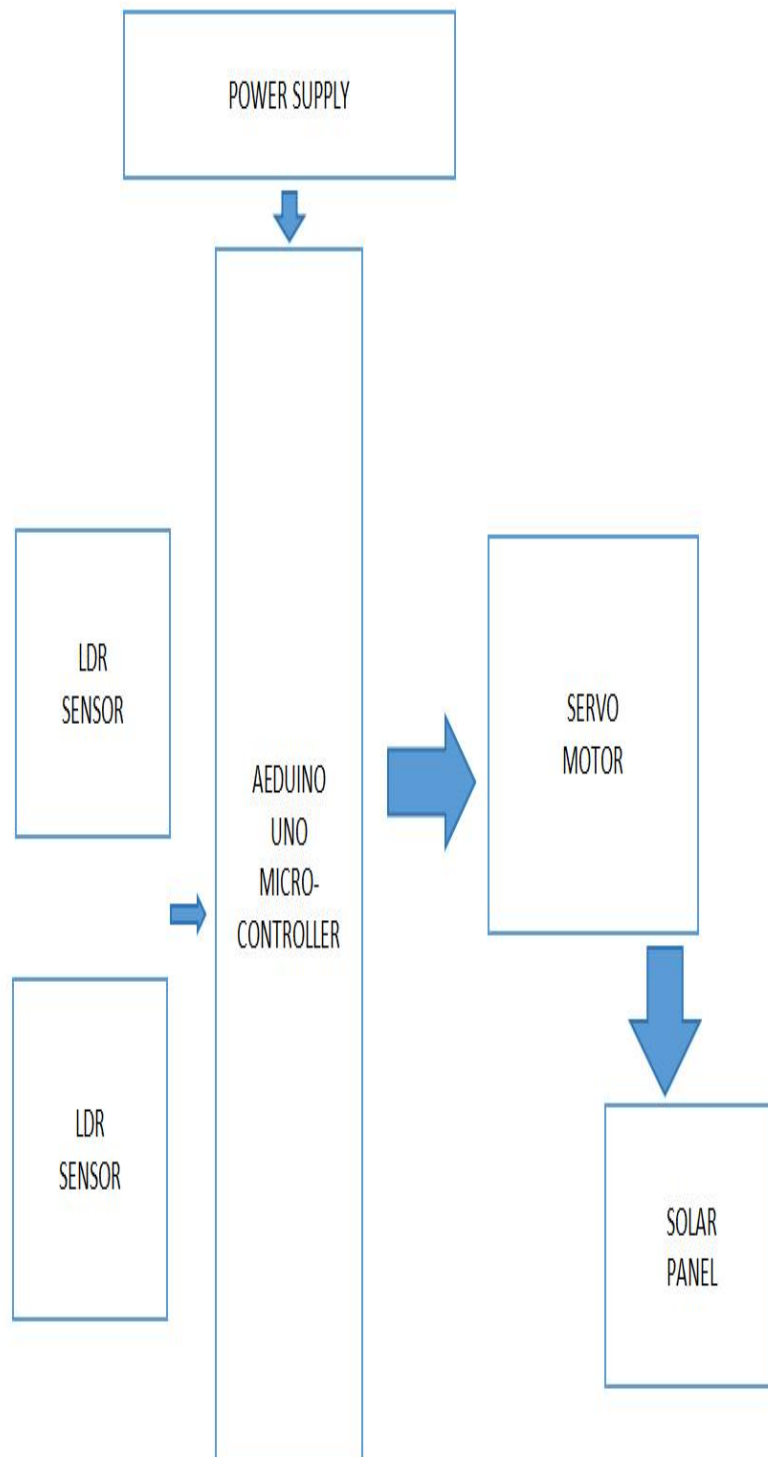 POWER SUPPLY
LDR
SENSOR
AEDUINO
UNO
MICRO-
CONTROLLER
SERVO
MOTOR
LDR
SENSOR
SOLAR
PANEL